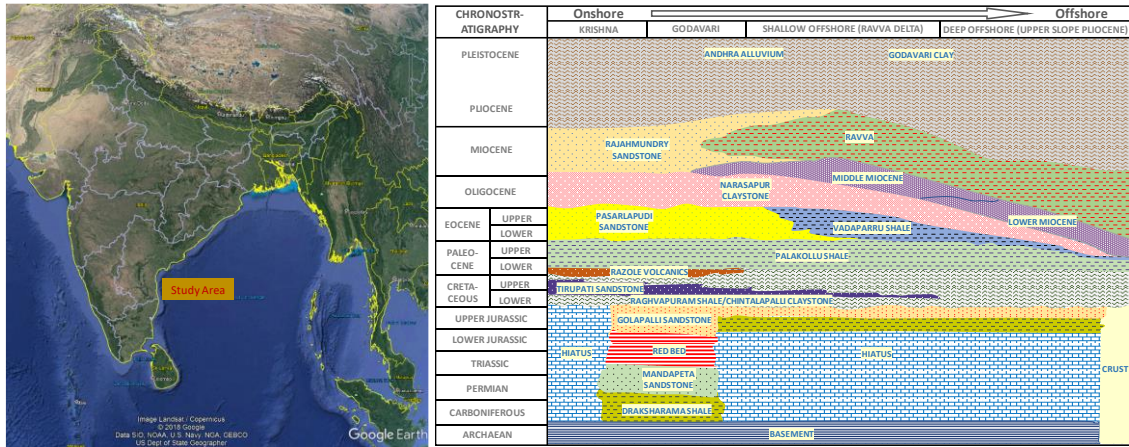 Study Area
Image Landsat / Copernicus
© 2018 Google
Data SIO, NOAA, U.S. Navy, NGA, GEBCO
US Dept of State Geographer
Google Earth
CHRONOSTR-
ATIGRAPHY
Onshore
Offshore
KRISHNA
GODAVARI
SHALLOW OFFSHORE (RAVVA DELTA)
DEEP OFFSHORE (UPPER SLOPE PLIOCENE)
PLEISTOCENE
ANDHRA ALLUVIUM
GODAVARI CLAY
PLIOCENE
MIOCENE
RAJAHMUNDRY
SANDSTONE
RAVVA
MIDDLE MIOCENE
OLIGOCENE
NARASAPUR
CLAYSTONE
LOWER MIOCENE
EOCENE
UPPER
LOWER
PASARLAPUDI
SANDSTONE
VADAPARRU SHALE
PALEO-
CENE
UPPER
LOWER
PALAKOLLU SHALE
RAZOLE VOLCANICS
CRETA-
CEOUS
UPPER
LOWER
TIRUPATI SANDSTONE
RAGHVAPURAM SHALE/CHINTALAPALLI CLAYSTONE
UPPER JURASSIC
GOLAPALLI SANDSTONE
LOWER JURASSIC
HIATUS
RED BED
HIATUS
TRIASSIC
CRUST
PERMIAN
MANDAPETA
SANDSTONE
CARBONIFEROUS
DRAKSHARAMA SHALE
ARCHAEAN
BASEMENT